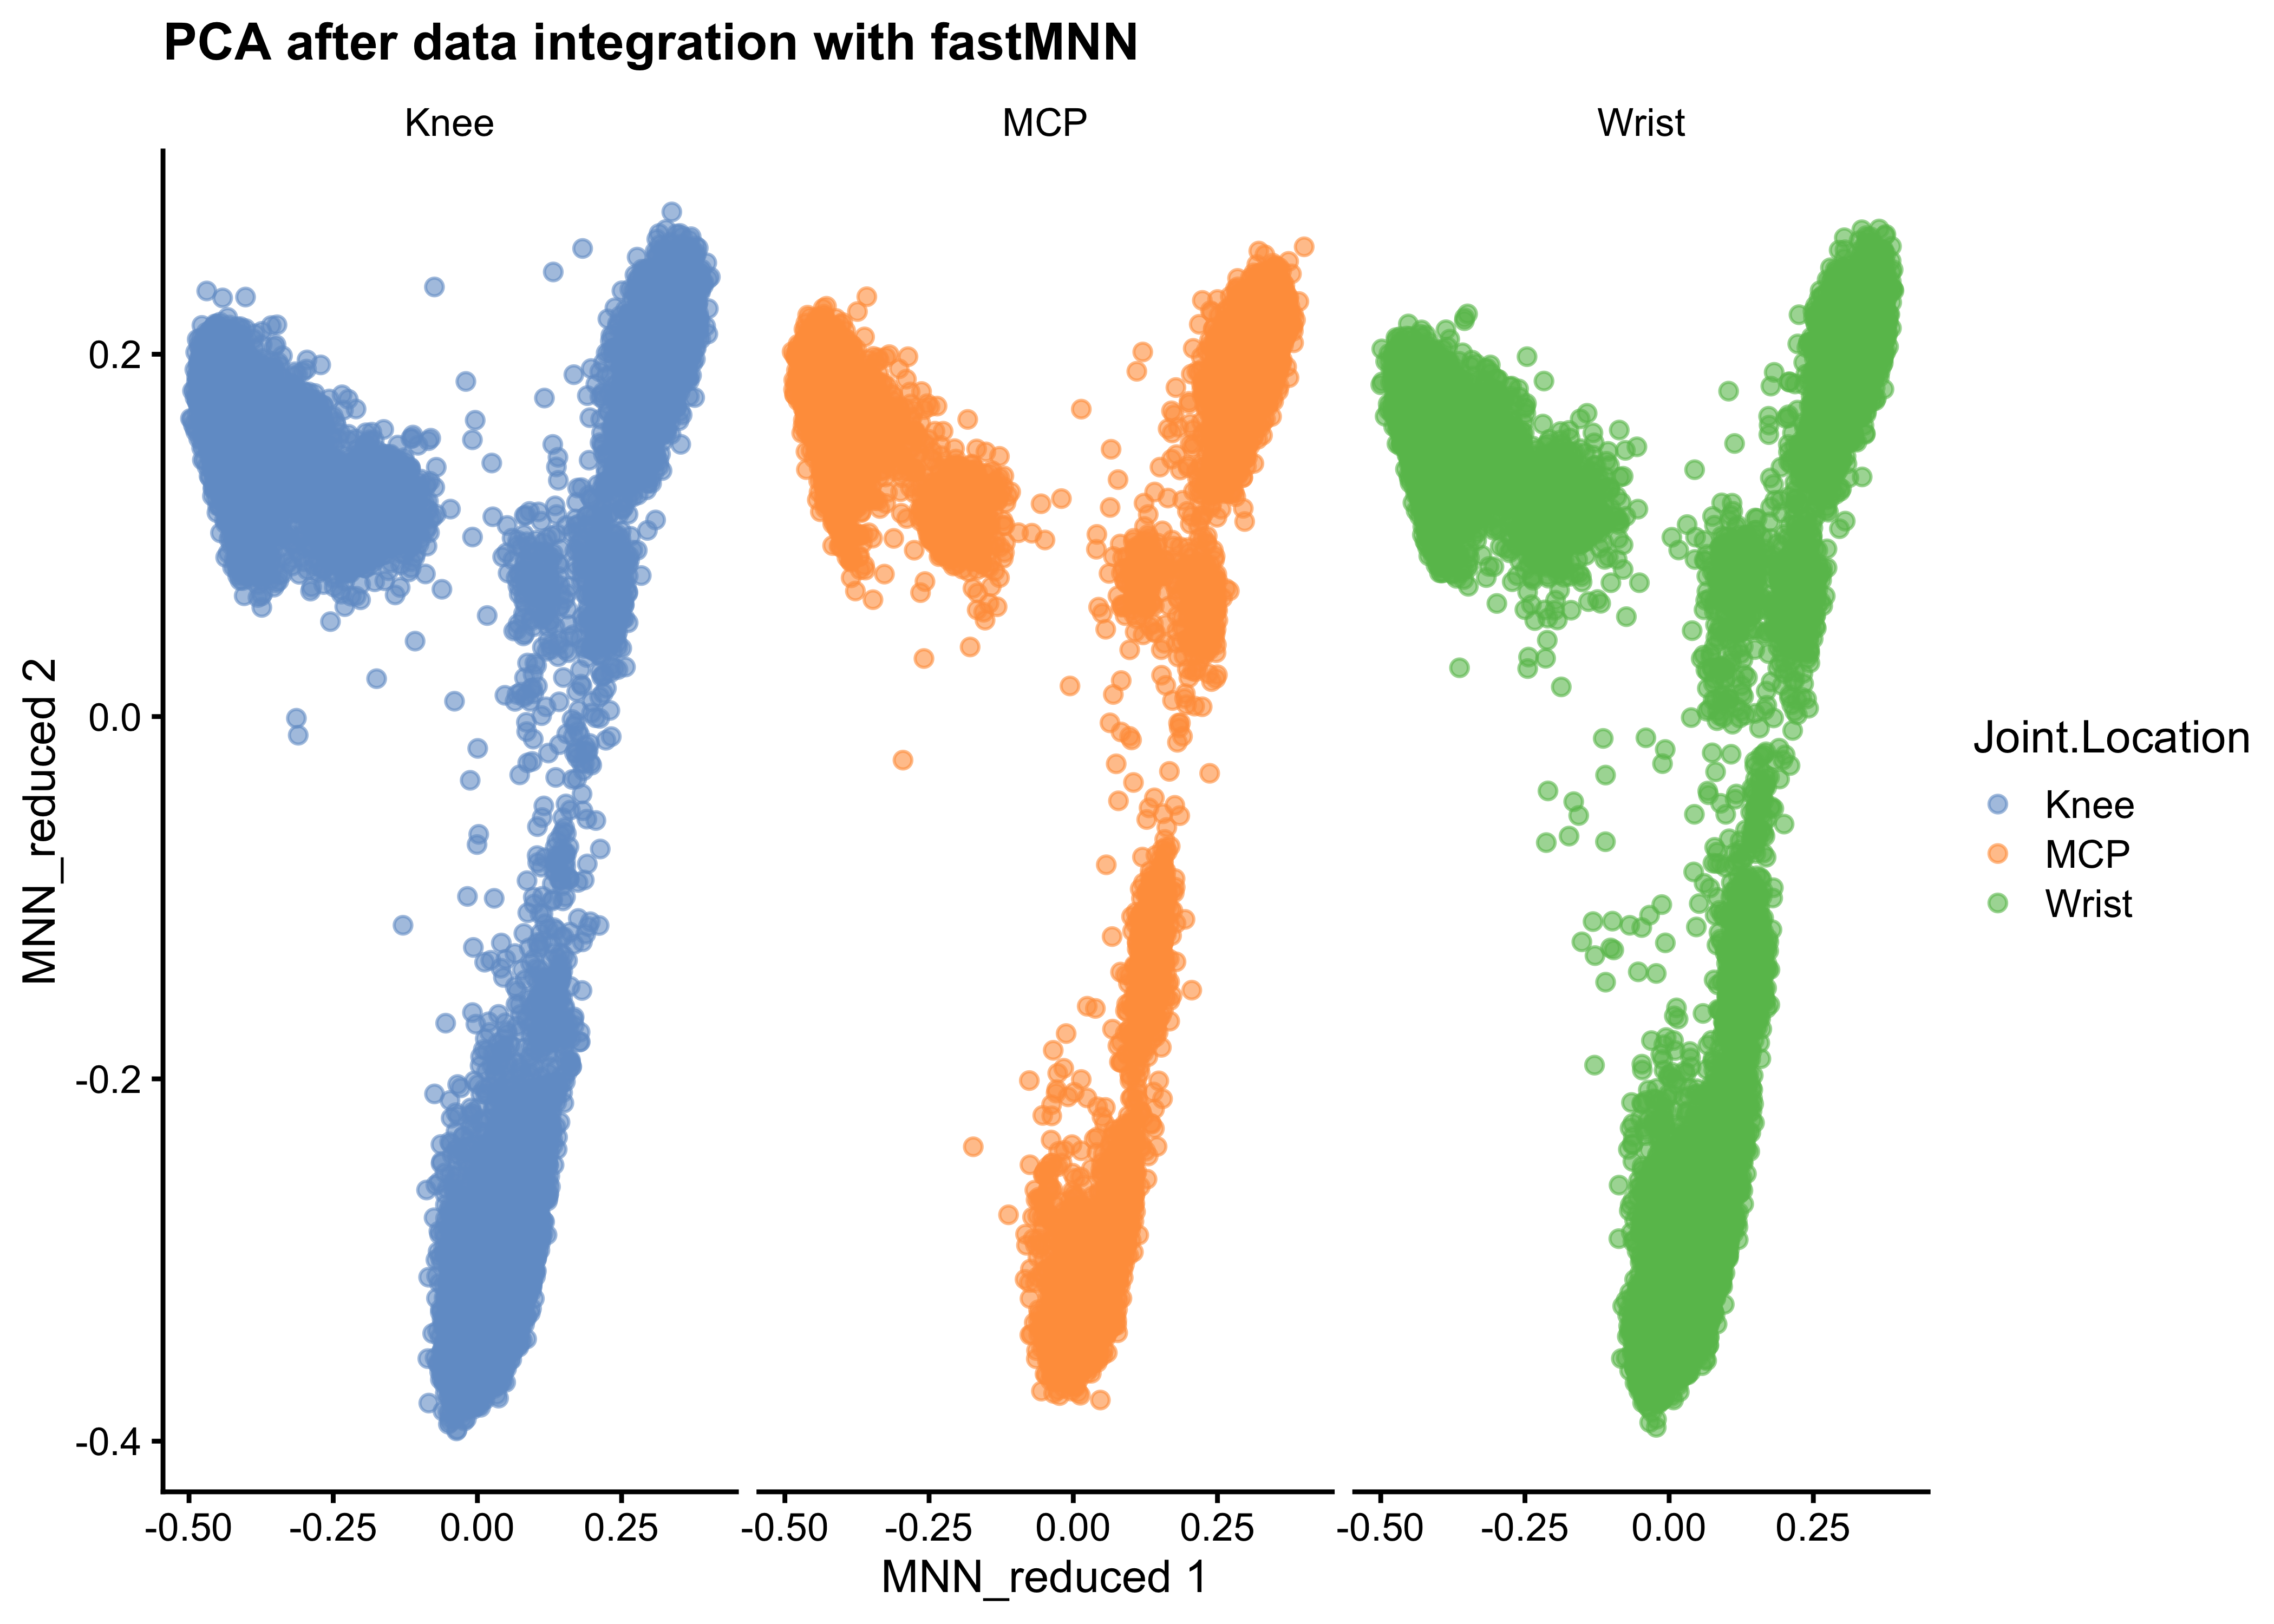 PCA after data integration with fastMNN
Knee
MCP
Wrist
MNN_reduced 2
0.2
0.0
-0.2
-0.4
-0.50
-0.25
0.00
0.25
-0.50
-0.25
0.00
0.25
-0.50
-0.25
0.00
0.25
MNN_reduced 1
Joint.Location
Knee
MCP
Wrist